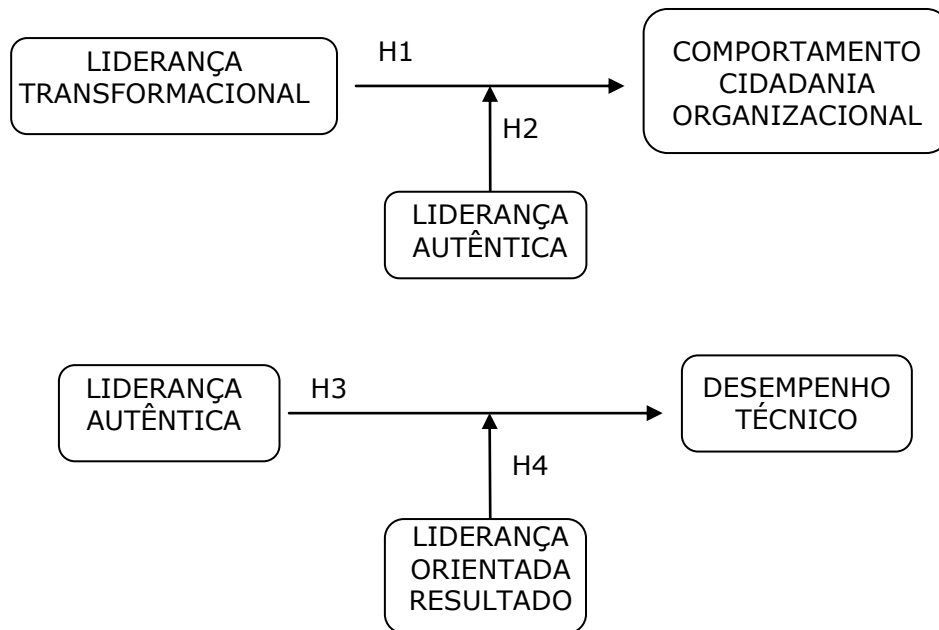 LIDERANÇA
TRANSFORMACIONAL
H1
COMPORTAMENTO
CIDADANIA
ORGANIZACIONAL
H2
LIDERANÇA
AUTÊNTICA
LIDERANÇA
AUTÊNTICA
H3
DESEMPENHO
TÉCNICO
H4
LIDERANÇA
ORIENTADA
RESULTADO